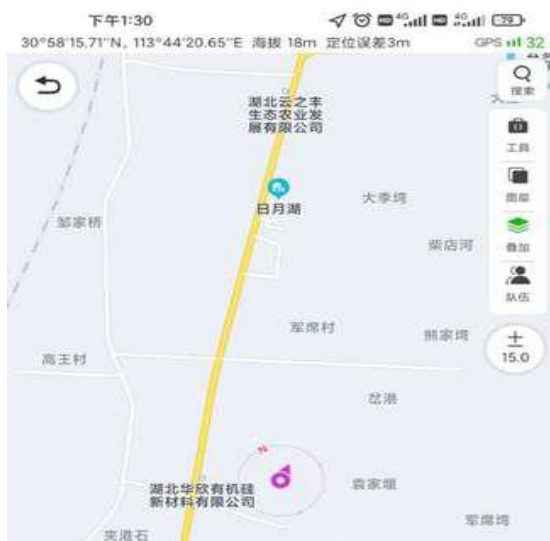 下午1:30
4G
4G
79
30°58'15.71''N, 113°44'20.65''E 海拔 18m 定位误差3m
GPS 32
搜索
湖北云之丰
生态农业发
展有限公司
工具
图层
日月湖
大李塆
邹家桥
柴店河
叠加
队伍
军席村
熊家塆
15.0
高王村
岔港
N
湖北华欣有机硅
新材料有限公司
袁家堰
军席塆
夹港石